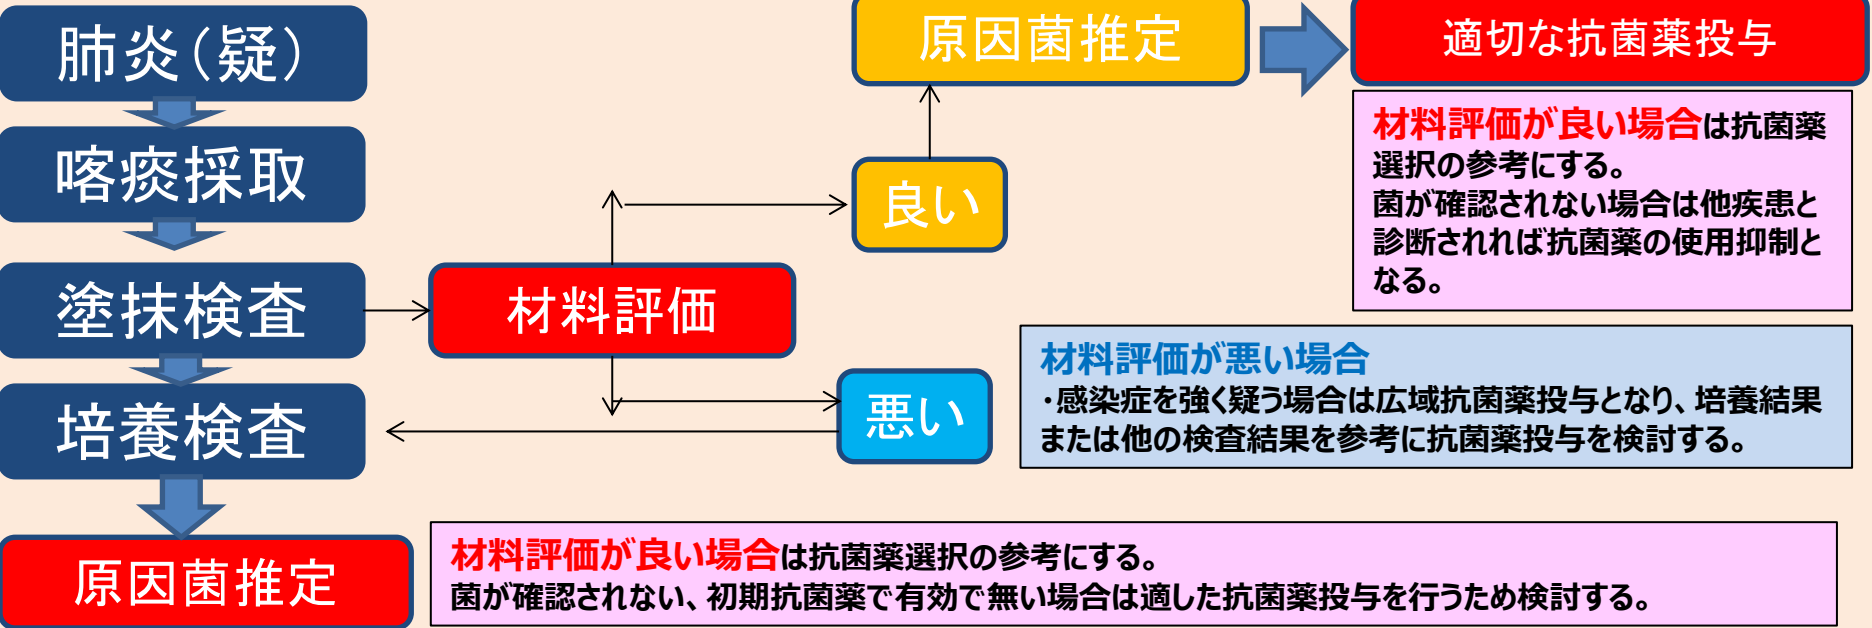 肺炎（疑）
喀痰採取
塗抹検査
培養検査
原因菌推定
材料評価
良い
悪い
原因菌推定
適切な抗菌薬投与
材料評価が良い場合は抗菌薬
選択の参考にする。
菌が確認されない場合は他疾患と
診断されれば抗菌薬の使用抑制と
なる。
材料評価が悪い場合
・感染症を強く疑う場合は広域抗菌薬投与となり、培養結果
または他の検査結果を参考に抗菌薬投与を検討する。
材料評価が良い場合は抗菌薬選択の参考にする。
菌が確認されない、初期抗菌薬で有効で無い場合は適した抗菌薬投与を行うため検討する。